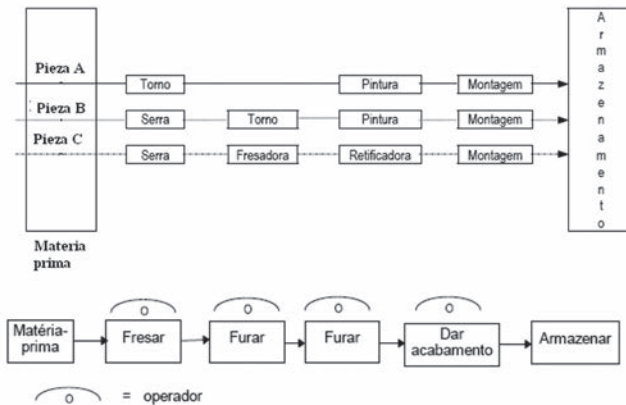 Pieza A
Torno
Pintura
Montagem
Pieza B
Serra
Torno
Pintura
Montagem
Pieza C
Serra
Fresadora
Retificadora
Montagem
Armazenamento
Materia
prima
Matéria-
prima
Fresar
Furar
Furar
Dar
acabamento
Armazenar
O
O
O
O
O = operador